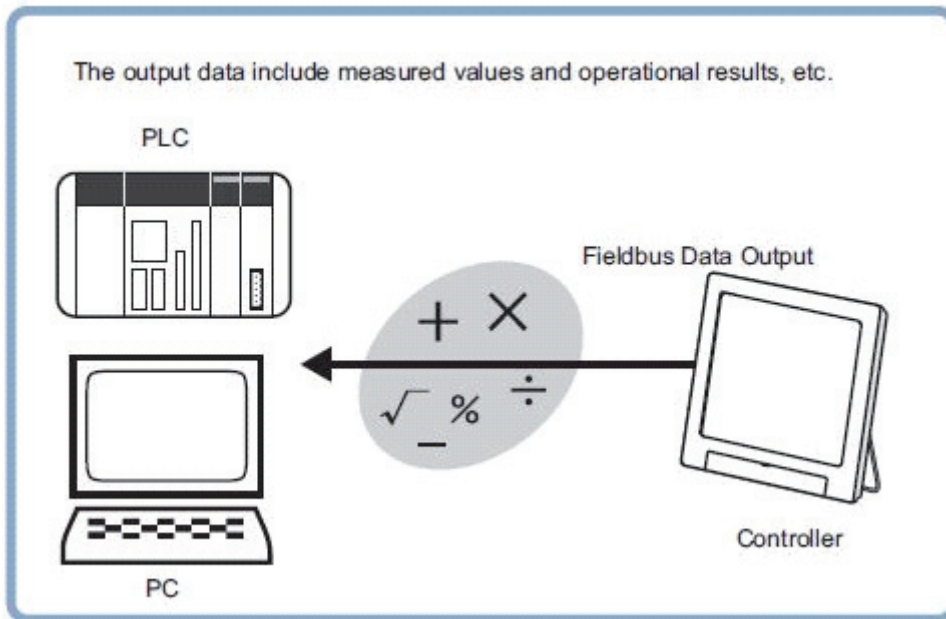 The output data include measured values and operational results, etc.
PLC
Fieldbus Data Output
+ ×
√ % ÷
−
Controller
PC